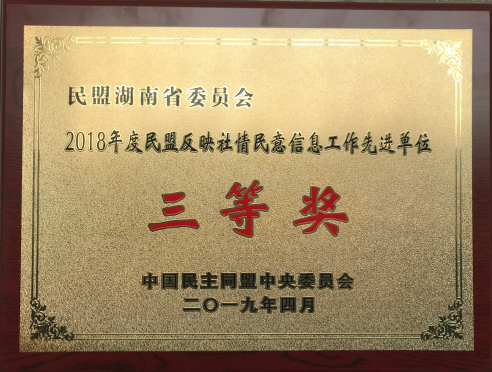 民盟湖南省委员会
2018年度民盟反映社情民意信息工作先进单位
三等奖
中国民主同盟中央委员会
二〇一九年四月